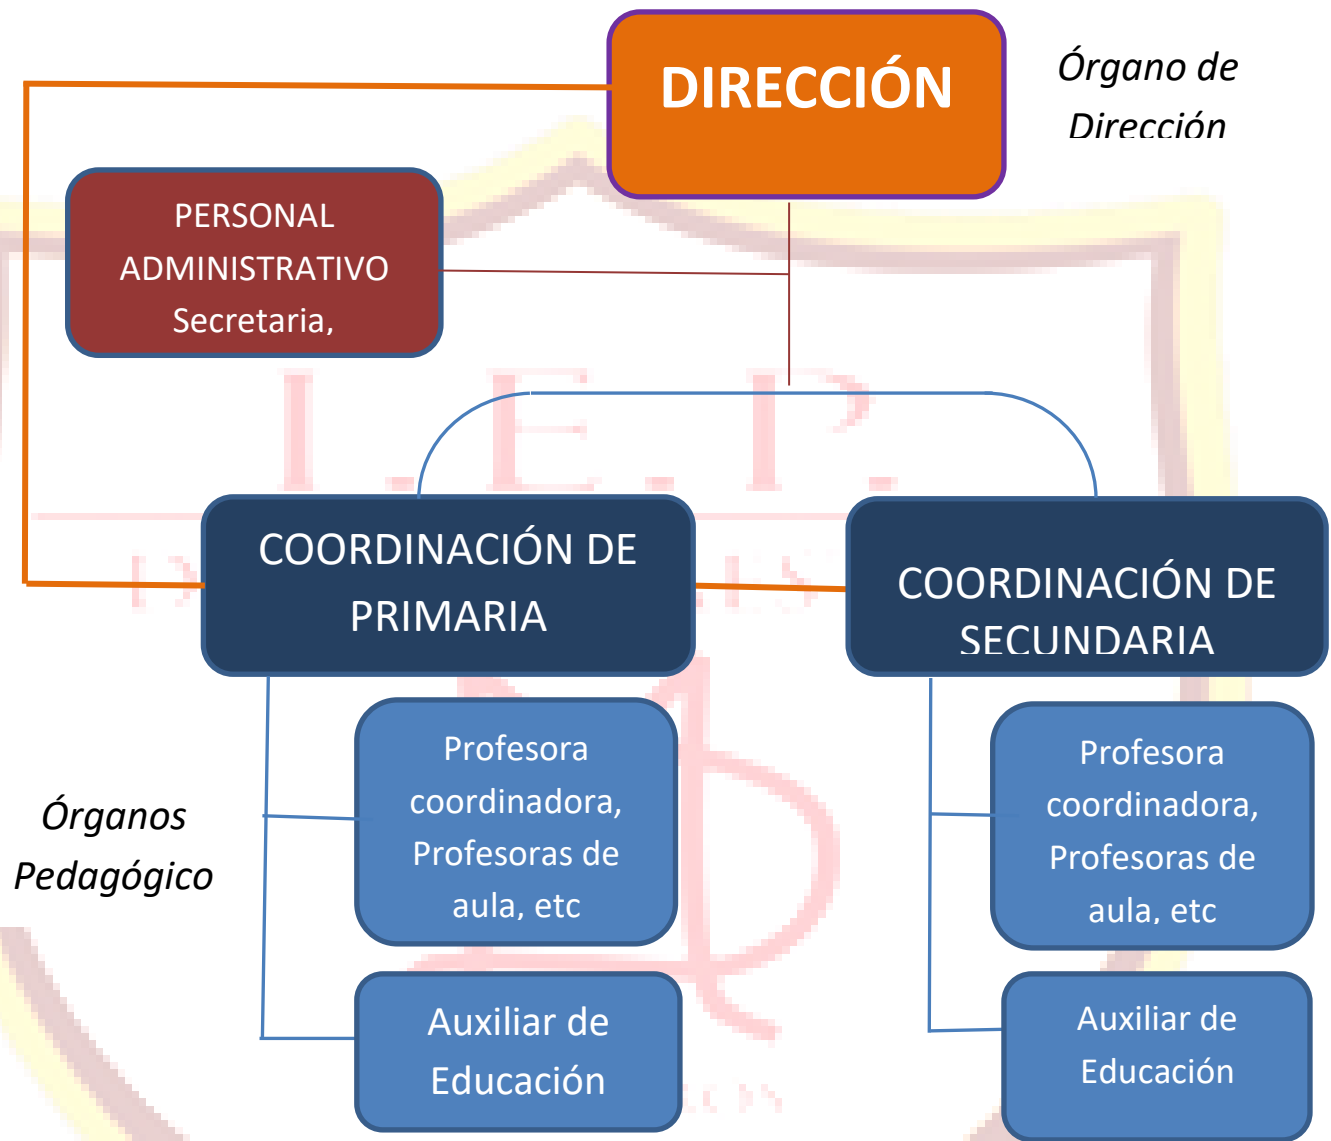 DIRECCIÓN
Órgano de
Dirección
PERSONAL
ADMINISTRATIVO
Secretaria,
I. E. P.
COORDINACIÓN DE
PRIMARIA
COORDINACIÓN DE
SECUNDARIA
Profesora
coordinadora,
Profesoras de
aula, etc
Profesora
coordinadora,
Profesoras de
aula, etc
Órganos
Pedagógico
Auxiliar de
Educación
Auxiliar de
Educación